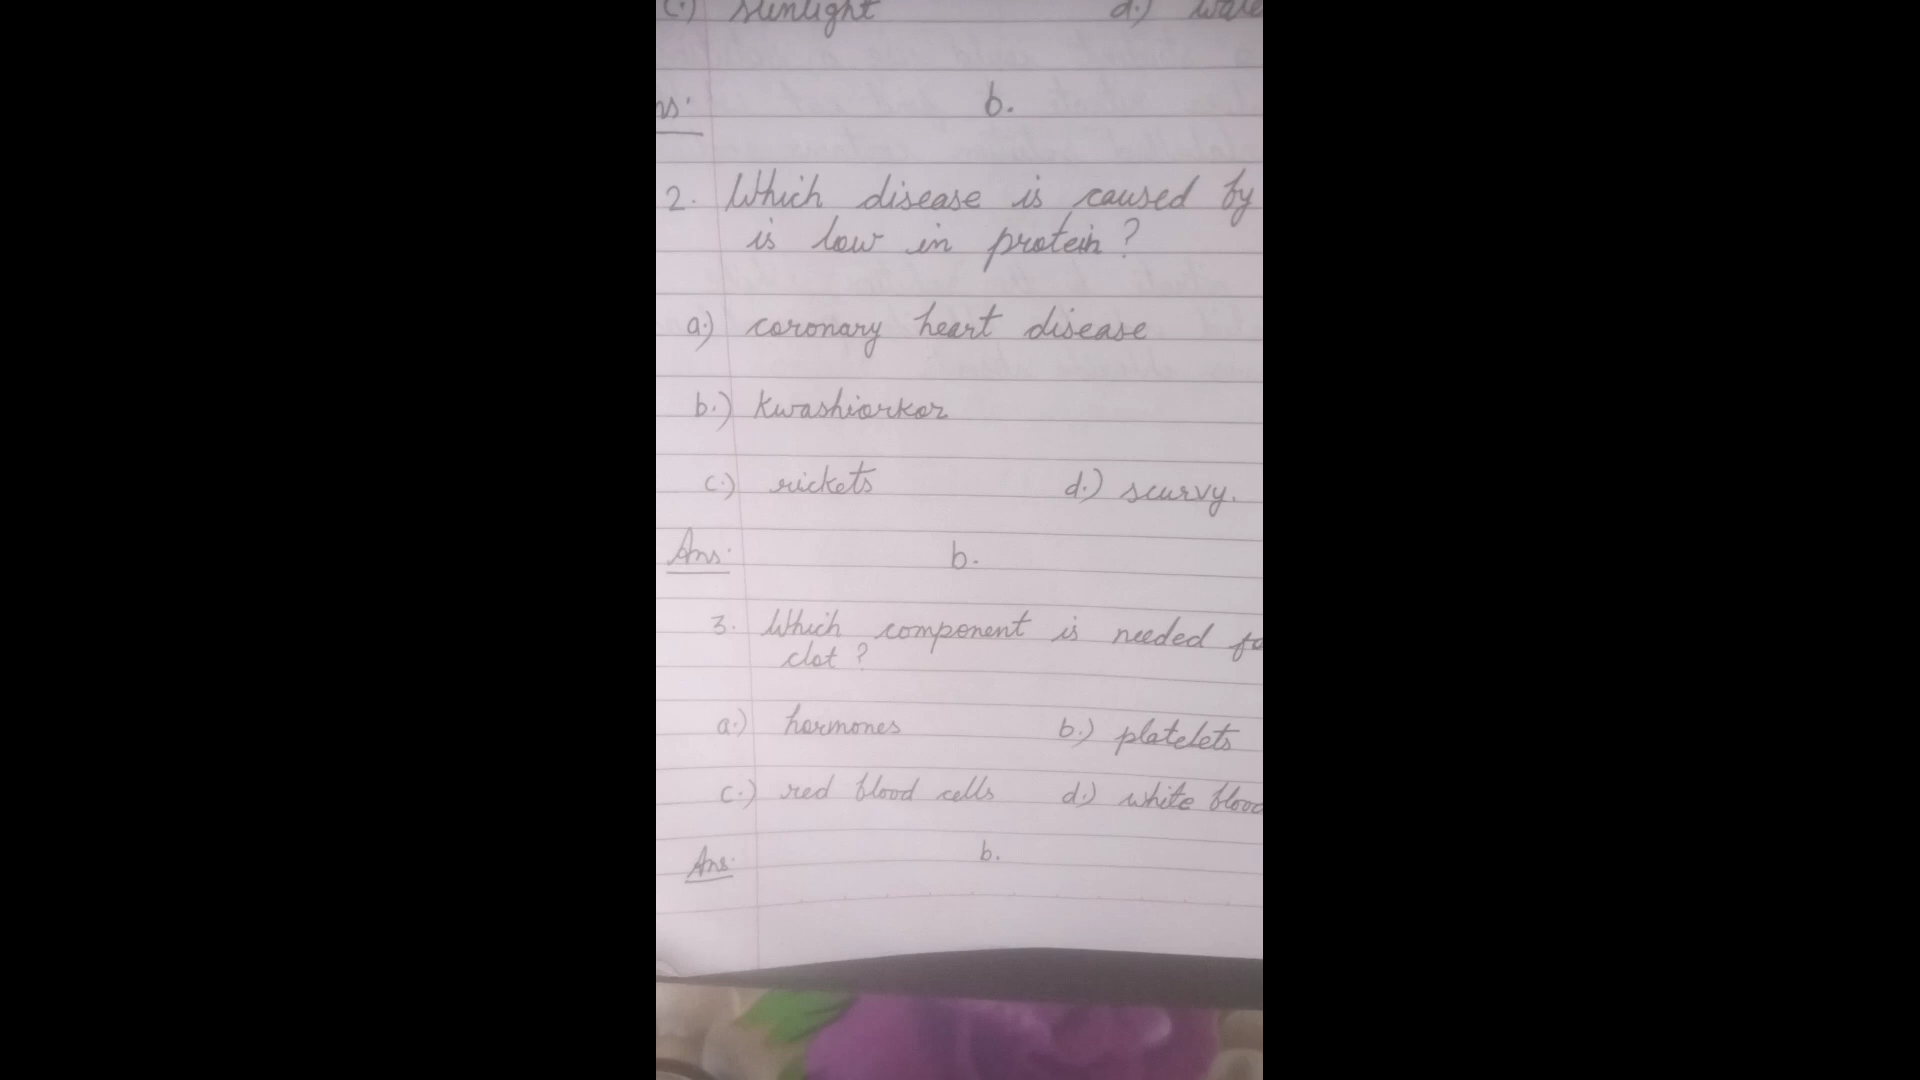 c.) sunlight d.)
b.
2. Which disease is caused by
is low in protein?
a.) coronary heart disease
b.) kwashiorkor
c.) rickets d.) scurvy.
Ans. b.
3. Which component is needed
clot?
a.) hormones b.) platelets
c.) red blood cells d.) white blood
Ans. b.